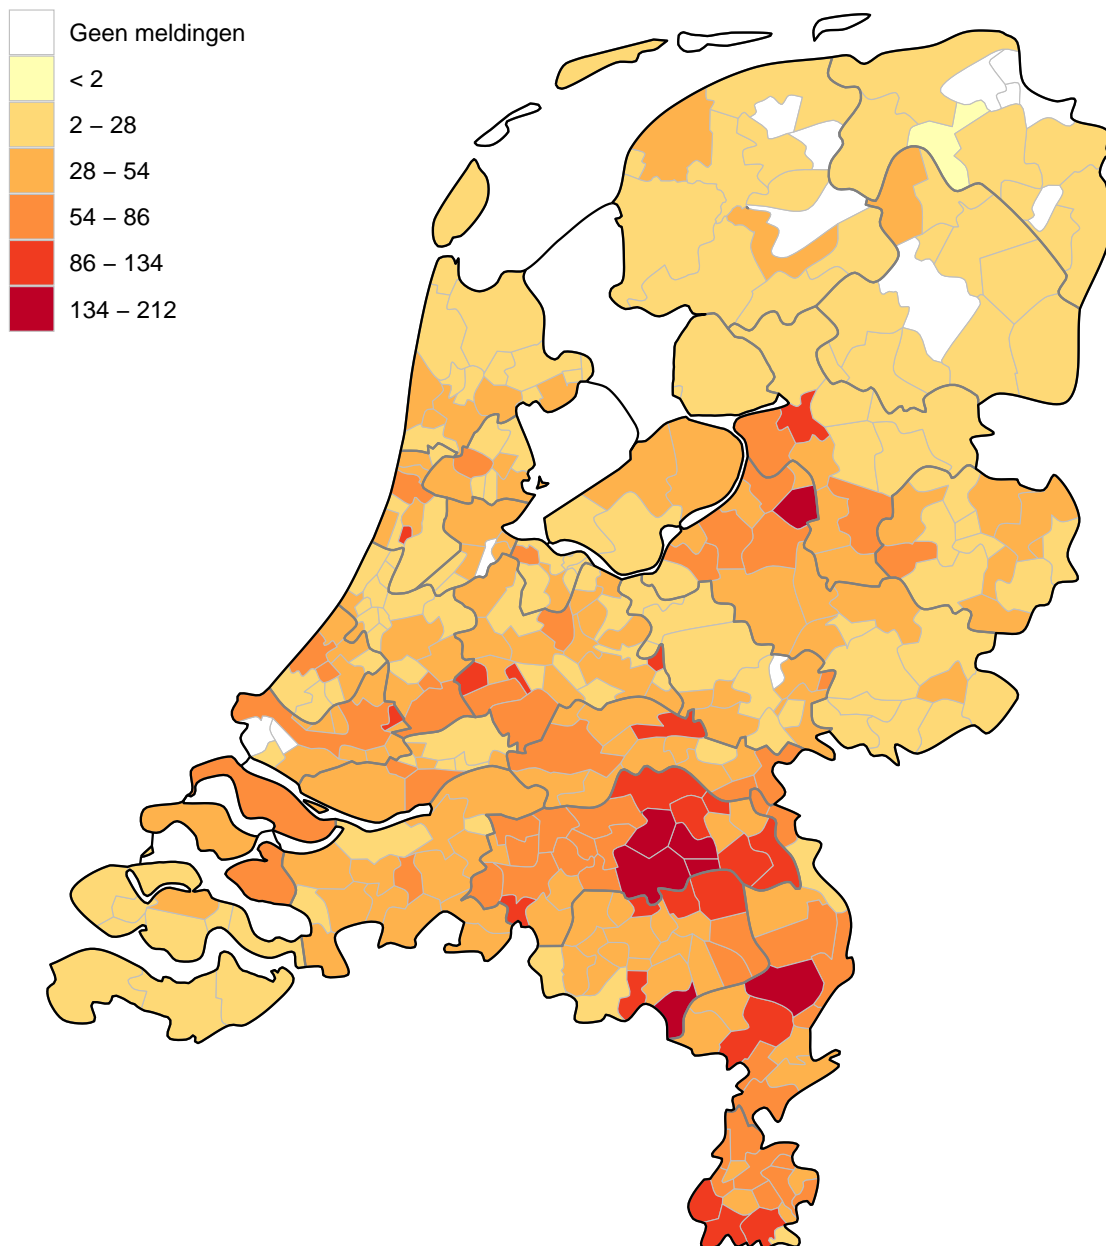 Geen meldingen
< 2
2 – 28
28 – 54
54 – 86
86 – 134
134 – 212